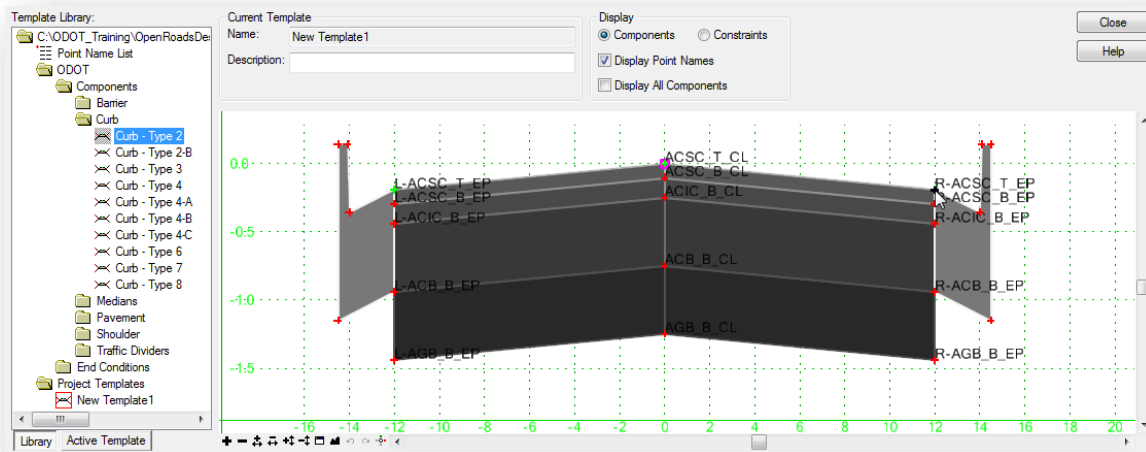 Template Library:
C:\ODOT_Training\OpenRoadsDes
Point Name List
ODOT
Components
Barrier
Curb
Curb - Type 2
Curb - Type 2-B
Curb - Type 3
Curb - Type 4
Curb - Type 4-A
Curb - Type 4-B
Curb - Type 4-C
Curb - Type 6
Curb - Type 7
Curb - Type 8
Medians
Pavement
Shoulder
Traffic Dividers
End Conditions
Project Templates
New Template1
Library Active Template
Current Template
Name: New Template1
Description:
Display
Components Constraints
Display Point Names
Display All Components
Close
Help
0.0
-0.5
-1.0
-1.5
ACSC_T_CL
ACSC_B_CL
ACIC_B_CL
ACB_B_CL
AGB_B_CL
L-ACSC_T_EP
L-ACSC_B_EP
L-ACIC_B_EP
L-ACB_B_EP
L-AGB_B_EP
R-ACSC_T_EP
R-ACSC_B_EP
R-ACIC_B_EP
R-ACB_B_EP
R-AGB_B_EP
-16 -14 -12 -10 -8 -6 -4 -2 0 2 4 6 8 10 12 14 16 18 20